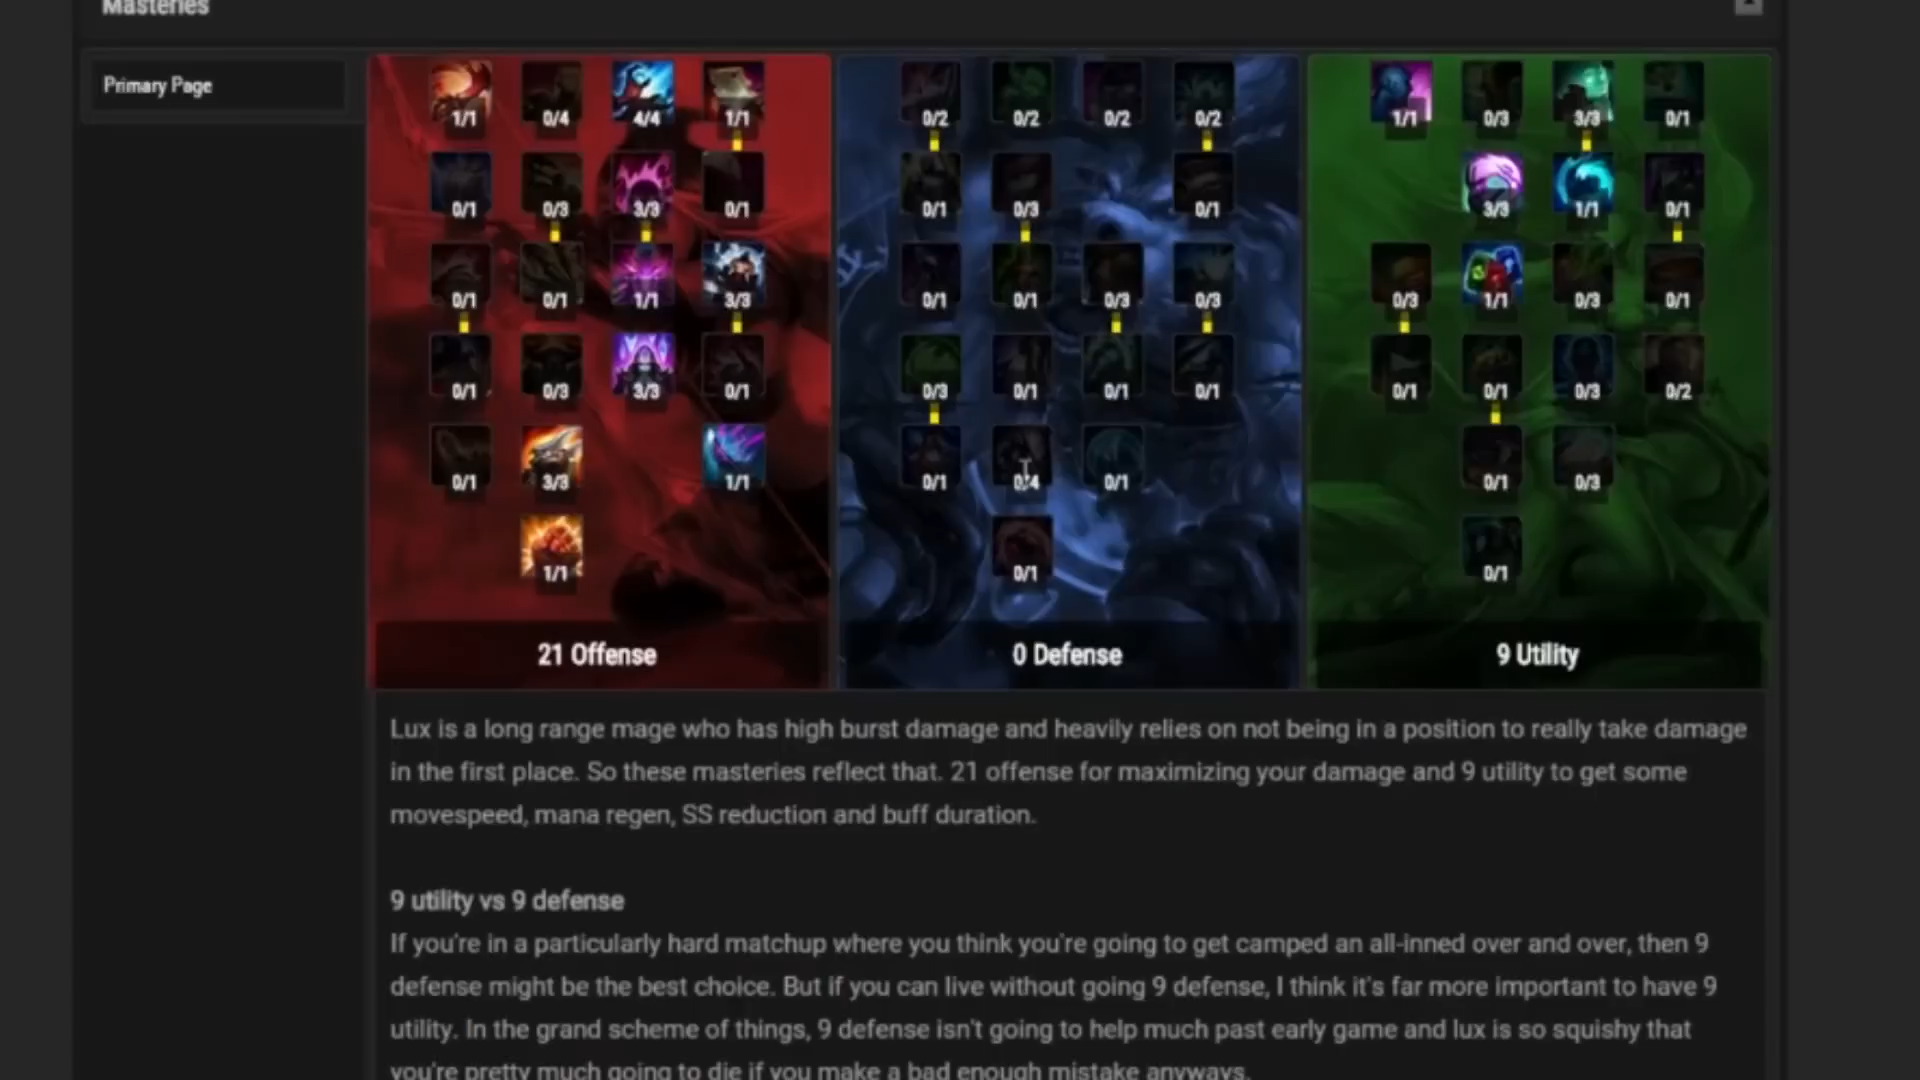 Masteries
Primary Page
1/1 0/4 4/4 1/1 0/2 0/2 0/2 0/2 1/1 0/3 3/3 0/1
0/1 0/3 3/3 0/1 0/1 0/3 0/1 3/3 1/1 0/1
0/1 0/1 1/1 3/3 0/1 0/1 0/3 0/3 0/3 1/1 0/3 0/1
0/1 0/3 3/3 0/1 0/3 0/1 0/1 0/1 0/1 0/1 0/3 0/2
0/1 3/3 1/1 0/1 0/4 0/1 0/1 0/3
1/1 0/1 0/1
21 Offense 0 Defense 9 Utility
Lux is a long range mage who has high burst damage and heavily relies on not being in a position to really take damage
in the first place. So these masteries reflect that. 21 offense for maximizing your damage and 9 utility to get some
movespeed, mana regen, SS reduction and buff duration.
9 utility vs 9 defense
If you're in a particularly hard matchup where you think you're going to get camped an all-inned over and over, then 9
defense might be the best choice. But if you can live without going 9 defense, I think it's far more important to have 9
utility. In the grand scheme of things, 9 defense isn't going to help much past early game and lux is so squishy that
you're pretty much going to die if you make a bad enough mistake anyways.